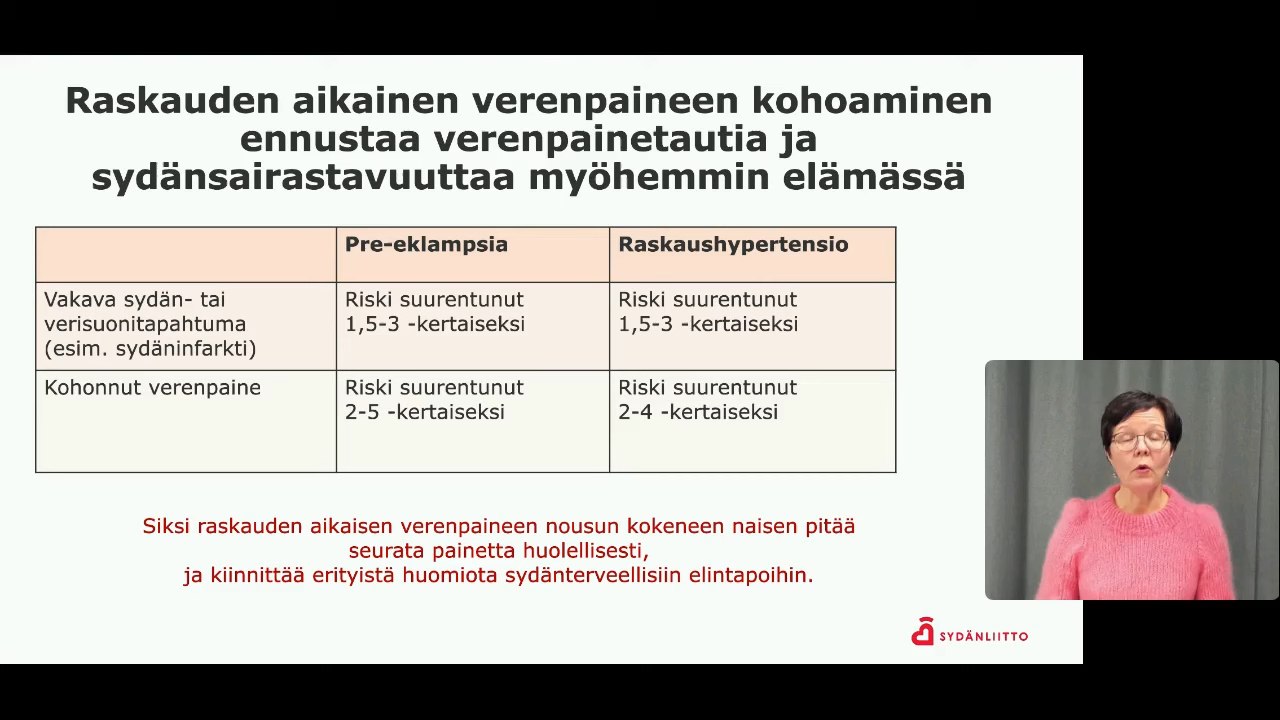 Raskauden aikainen verenpaineen kohoaminen
ennustaa verenpainetautia ja
sydänsairastavuuttaa myöhemmin elämässä
Pre-eklampsia
Raskaushypertensio
Vakava sydän- tai
verisuonitapahtuma
(esim. sydäninfarkti)
Riski suurentunut
1,5-3 -kertaiseksi
Riski suurentunut
1,5-3 -kertaiseksi
Kohonnut verenpaine
Riski suurentunut
2-5 -kertaiseksi
Riski suurentunut
2-4 -kertaiseksi
Siksi raskauden aikaisen verenpaineen nousun kokeneen naisen pitää
seurata painetta huolellisesti,
ja kiinnittää erityistä huomiota sydänterveellisiin elintapoihin.
SYDÄNLIITTO